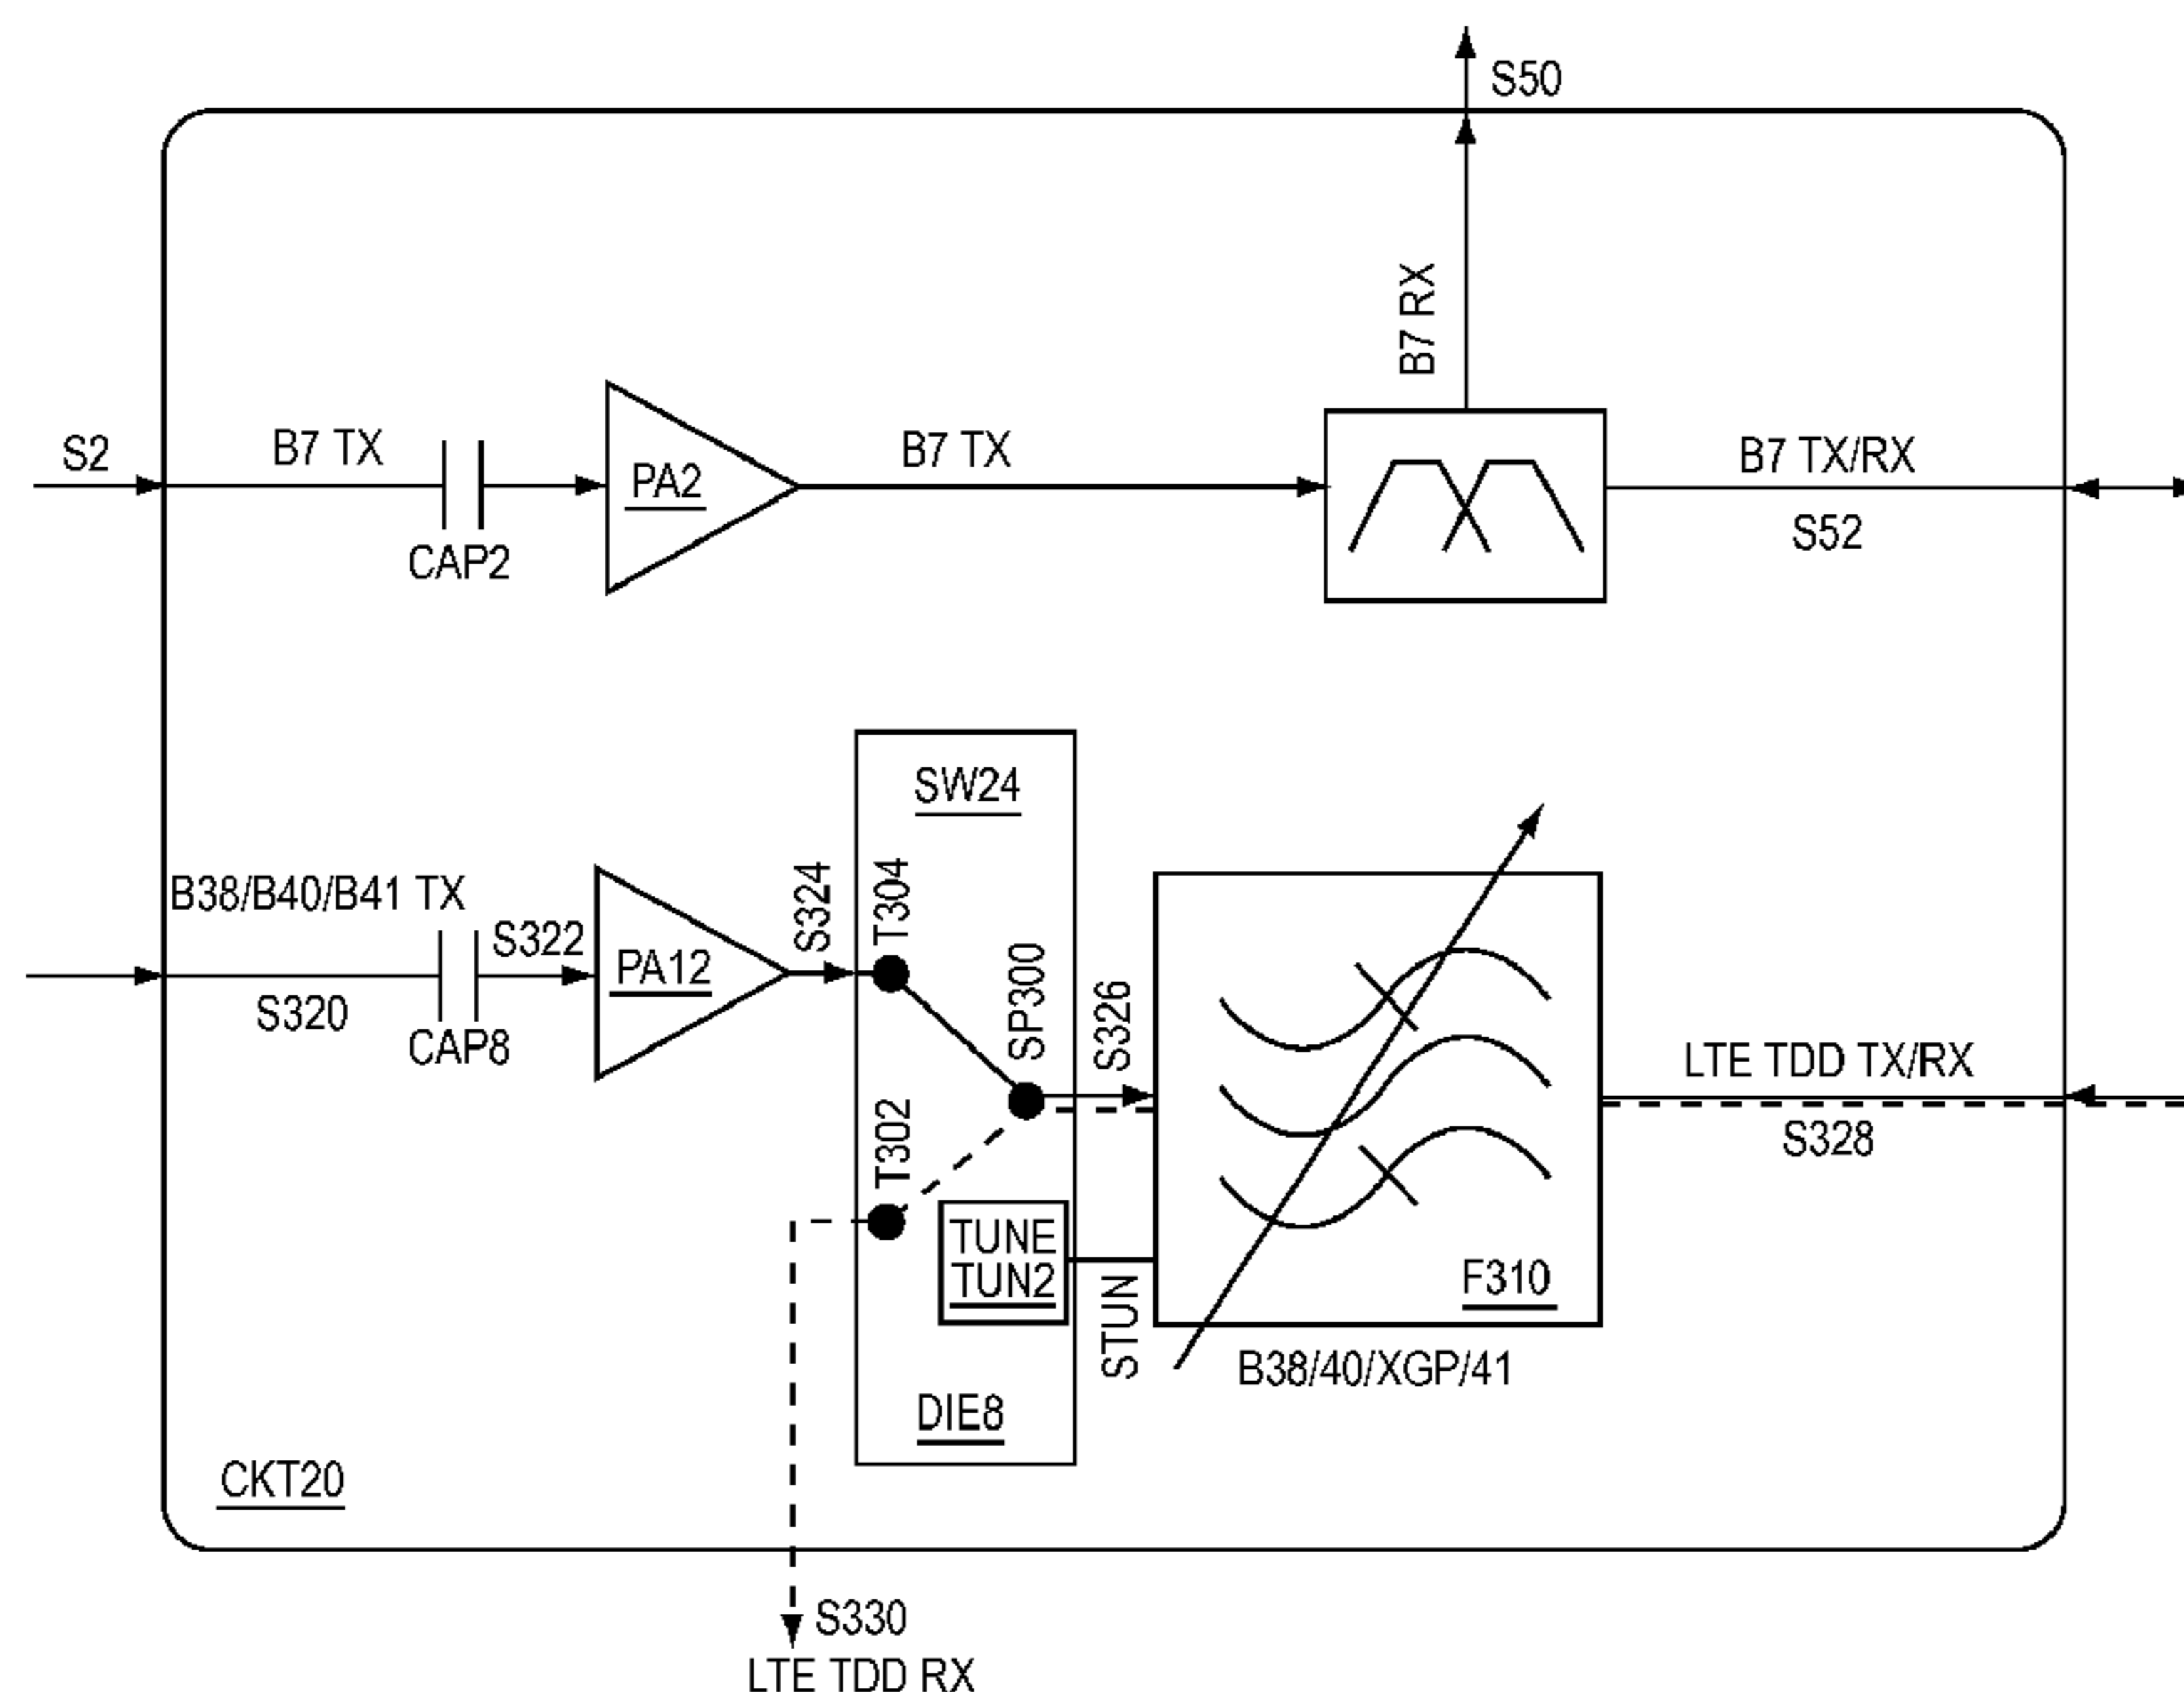 S50
B7 RX
S2
B7 TX
CAP2
PA2
B7 TX
B7 TX/RX
S52
SW24
B38/B40/B41 TX
S320
CAP8
S322
PA12
S324
T304
SP300
T302
S326
TUNE
TUN2
STUN
F310
B38/40/XGP/41
LTE TDD TX/RX
S328
DIE8
CKT20
S330
LTE TDD RX